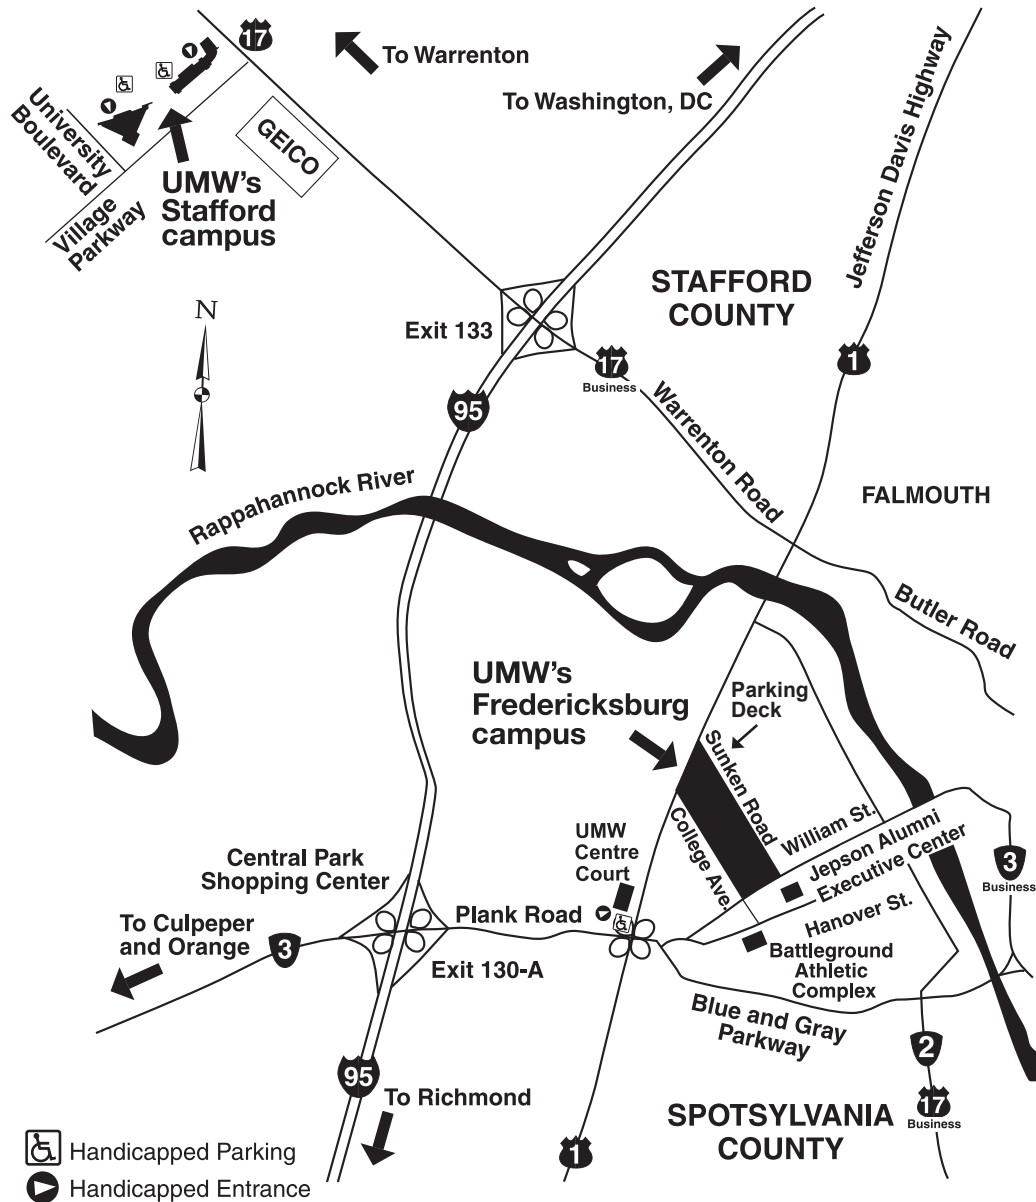 17
To Warrenton
To Washington, DC
Jefferson Davis Highway
University
Boulevard
GEICO
UMW's
Stafford
campus
Village
Parkway
STAFFORD
COUNTY
N
Exit 133
17
Business
1
95
Warrenton
Road
Rappahannock River
FALMOUTH
Butler Road
UMW's
Fredericksburg
campus
Parking
Deck
Sunken Road
College Ave.
William St.
Jepson Alumni
Executive Center
UMW
Centre
Court
3
Business
Central Park
Shopping Center
Plank Road
Hanover St.
To Culpeper
and Orange
3
Exit 130-A
Battleground
Athletic
Complex
Blue and Gray
Parkway
2
95
To Richmond
17
Business
SPOTSYLVANIA
COUNTY
1
Handicapped Parking
Handicapped Entrance